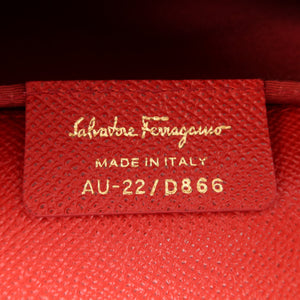 Salvatore Ferragamo
MADE IN ITALY
AU-22/D866